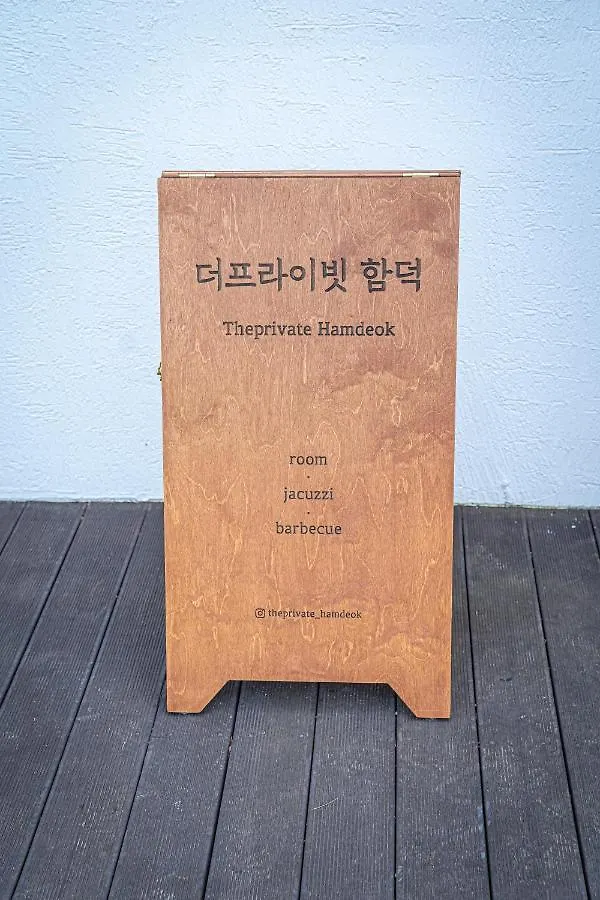 더프라이빗 함덕
Theprivate Hamdeok
room
·
jacuzzi
·
barbecue
theprivate_hamdeok